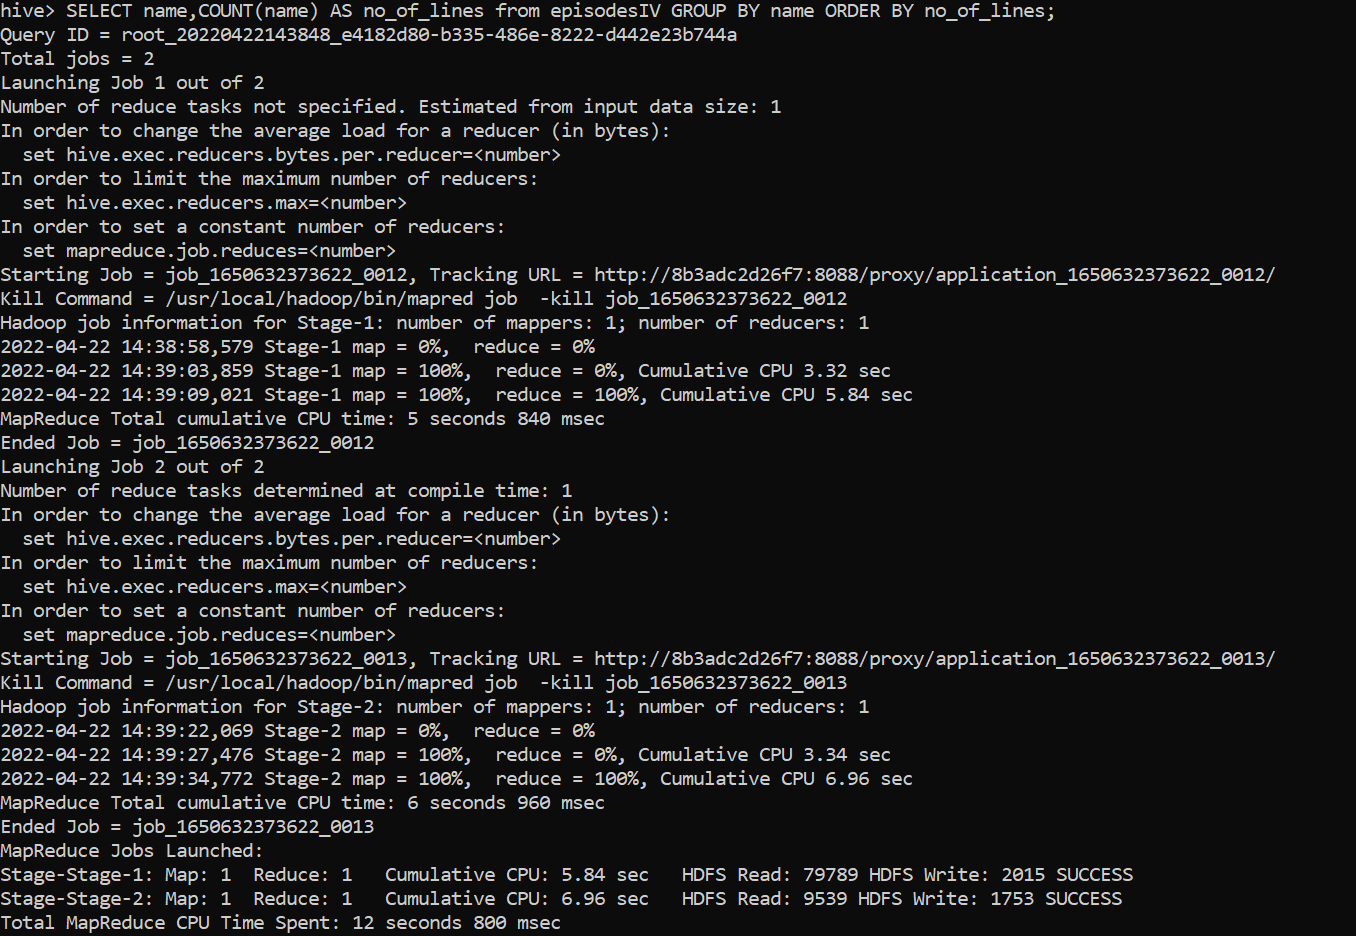 hive> SELECT name,COUNT(name) AS no_of_lines from episodesIV GROUP BY name ORDER BY no_of_lines;
Query ID = root_20220422143848_e4182d80-b335-486e-8222-d442e23b744a
Total jobs = 2
Launching Job 1 out of 2
Number of reduce tasks not specified. Estimated from input data size: 1
In order to change the average load for a reducer (in bytes):
  set hive.exec.reducers.bytes.per.reducer=<number>
In order to limit the maximum number of reducers:
  set hive.exec.reducers.max=<number>
In order to set a constant number of reducers:
  set mapreduce.job.reduces=<number>
Starting Job = job_1650632373622_0012, Tracking URL = http://8b3adc2d26f7:8088/proxy/application_1650632373622_0012/
Kill Command = /usr/local/hadoop/bin/mapred job  -kill job_1650632373622_0012
Hadoop job information for Stage-1: number of mappers: 1; number of reducers: 1
2022-04-22 14:38:58,579 Stage-1 map = 0%,  reduce = 0%
2022-04-22 14:39:03,859 Stage-1 map = 100%,  reduce = 0%, Cumulative CPU 3.32 sec
2022-04-22 14:39:09,021 Stage-1 map = 100%,  reduce = 100%, Cumulative CPU 5.84 sec
MapReduce Total cumulative CPU time: 5 seconds 840 msec
Ended Job = job_1650632373622_0012
Launching Job 2 out of 2
Number of reduce tasks determined at compile time: 1
In order to change the average load for a reducer (in bytes):
  set hive.exec.reducers.bytes.per.reducer=<number>
In order to limit the maximum number of reducers:
  set hive.exec.reducers.max=<number>
In order to set a constant number of reducers:
  set mapreduce.job.reduces=<number>
Starting Job = job_1650632373622_0013, Tracking URL = http://8b3adc2d26f7:8088/proxy/application_1650632373622_0013/
Kill Command = /usr/local/hadoop/bin/mapred job  -kill job_1650632373622_0013
Hadoop job information for Stage-2: number of mappers: 1; number of reducers: 1
2022-04-22 14:39:22,069 Stage-2 map = 0%,  reduce = 0%
2022-04-22 14:39:27,476 Stage-2 map = 100%,  reduce = 0%, Cumulative CPU 3.34 sec
2022-04-22 14:39:34,772 Stage-2 map = 100%,  reduce = 100%, Cumulative CPU 6.96 sec
MapReduce Total cumulative CPU time: 6 seconds 960 msec
Ended Job = job_1650632373622_0013
MapReduce Jobs Launched:
Stage-Stage-1: Map: 1  Reduce: 1   Cumulative CPU: 5.84 sec   HDFS Read: 79789 HDFS Write: 2015 SUCCESS
Stage-Stage-2: Map: 1  Reduce: 1   Cumulative CPU: 6.96 sec   HDFS Read: 9539 HDFS Write: 1753 SUCCESS
Total MapReduce CPU Time Spent: 12 seconds 800 msec